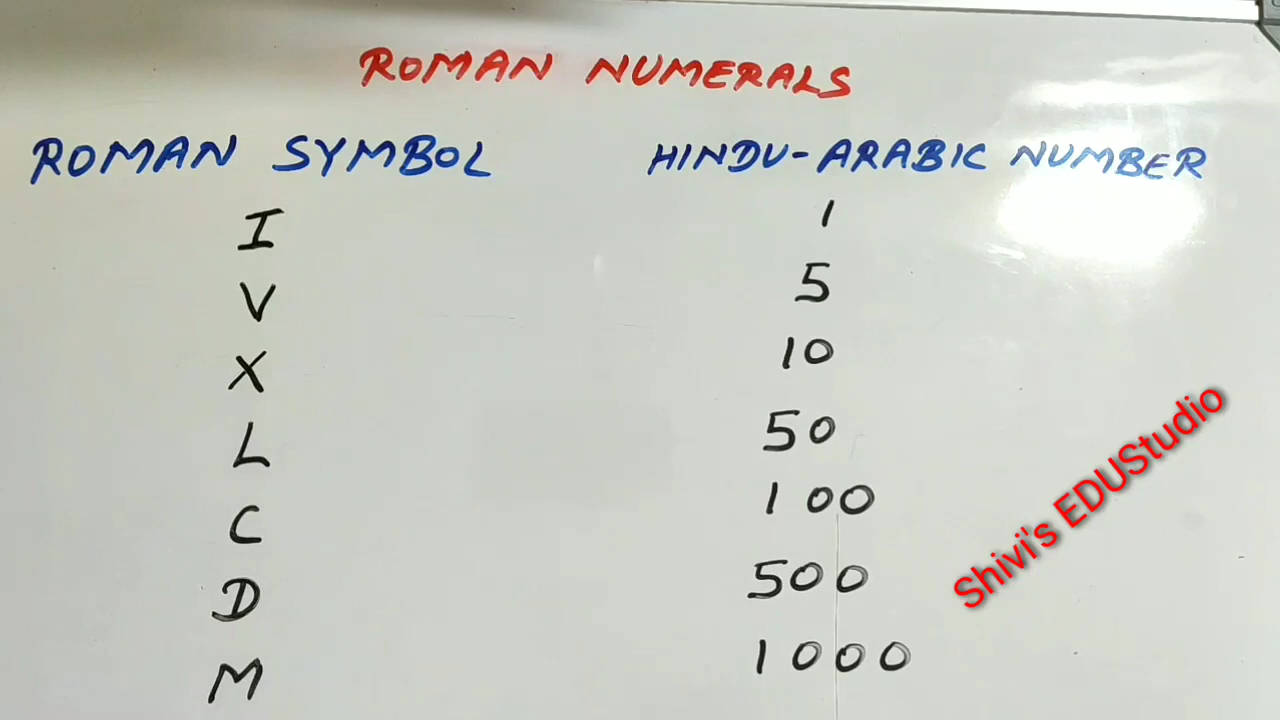 ROMAN NUMERALS
ROMAN SYMBOL HINDU-ARABIC NUMBER
I 1
V 5
X 10
L 50
C 100
D 500
M 1000
Shivi's EDUStudio